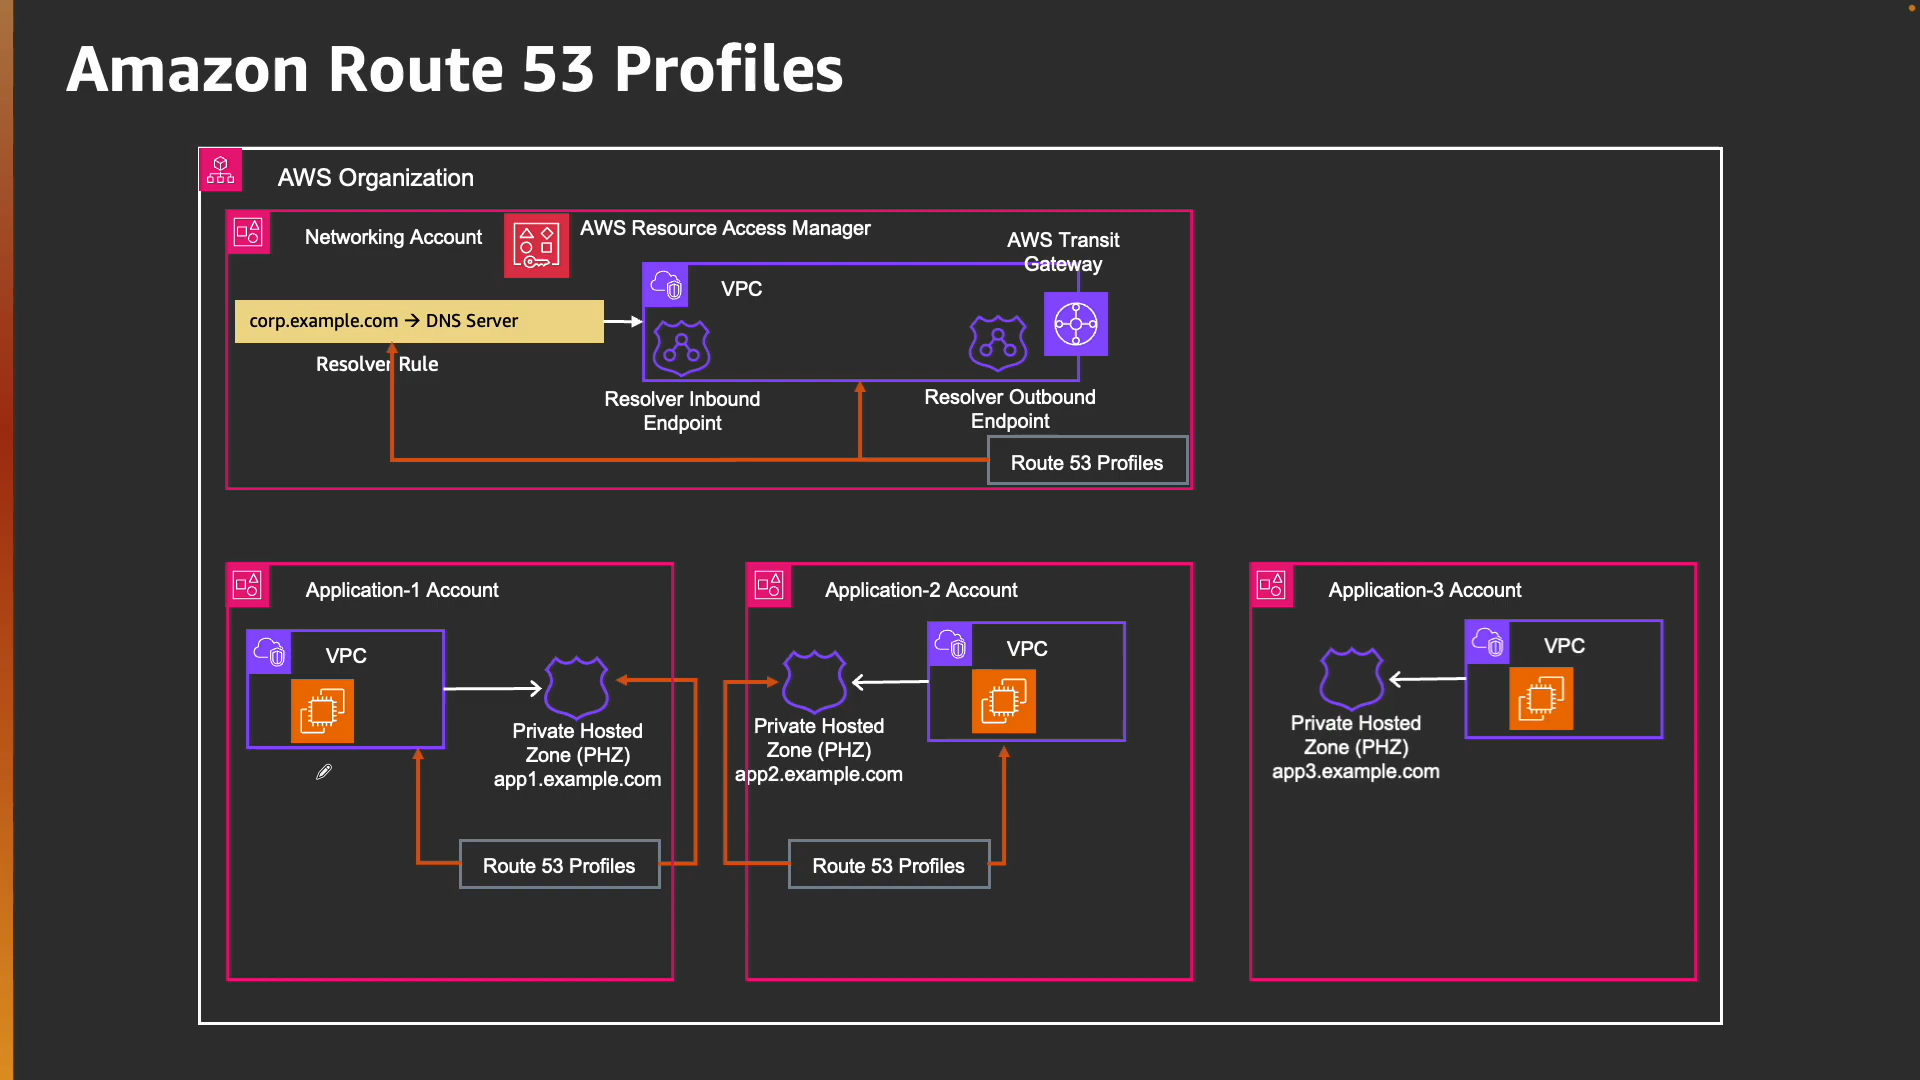 Amazon Route 53 Profiles
AWS Organization
Networking Account
AWS Resource Access Manager
AWS Transit
Gateway
VPC
corp.example.com → DNS Server
Resolver Rule
Resolver Inbound
Endpoint
Resolver Outbound
Endpoint
Route 53 Profiles
Application-1 Account
VPC
Private Hosted
Zone (PHZ)
app1.example.com
Route 53 Profiles
Application-2 Account
VPC
Private Hosted
Zone (PHZ)
app2.example.com
Route 53 Profiles
Application-3 Account
VPC
Private Hosted
Zone (PHZ)
app3.example.com